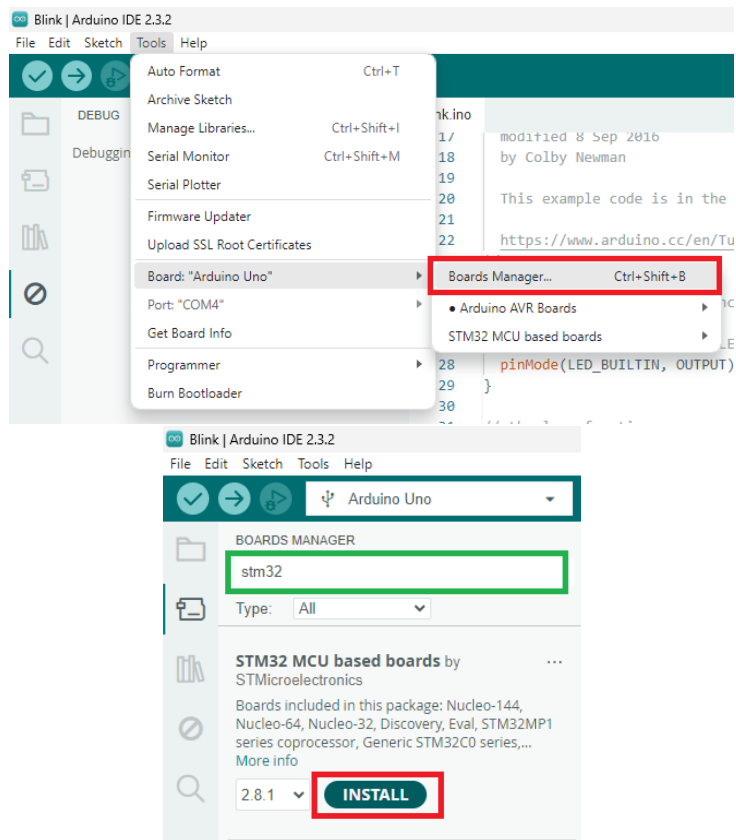 Blink | Arduino IDE 2.3.2
File Edit Sketch Tools Help
Auto Format Ctrl+T
Archive Sketch
Manage Libraries... Ctrl+Shift+I
Serial Monitor Ctrl+Shift+M
Serial Plotter
Firmware Updater
Upload SSL Root Certificates
Board: "Arduino Uno"
Port: "COM4"
Get Board Info
Programmer
Burn Bootloader
Boards Manager... Ctrl+Shift+B
• Arduino AVR Boards
STM32 MCU based boards
DEBUG
Debuggin
nk.ino
17 modified 8 Sep 2016
18 by Colby Newman
19
20 This example code is in the
21
22 https://www.arduino.cc/en/Tu
28 pinMode(LED_BUILTIN, OUTPUT)
29 }
30
Blink | Arduino IDE 2.3.2
File Edit Sketch Tools Help
Arduino Uno
BOARDS MANAGER
stm32
Type: All
STM32 MCU based boards by
STMicroelectronics
Boards included in this package: Nucleo-144,
Nucleo-64, Nucleo-32, Discovery, Eval, STM32MP1
series coprocessor, Generic STM32C0 series,...
More info
2.8.1 INSTALL